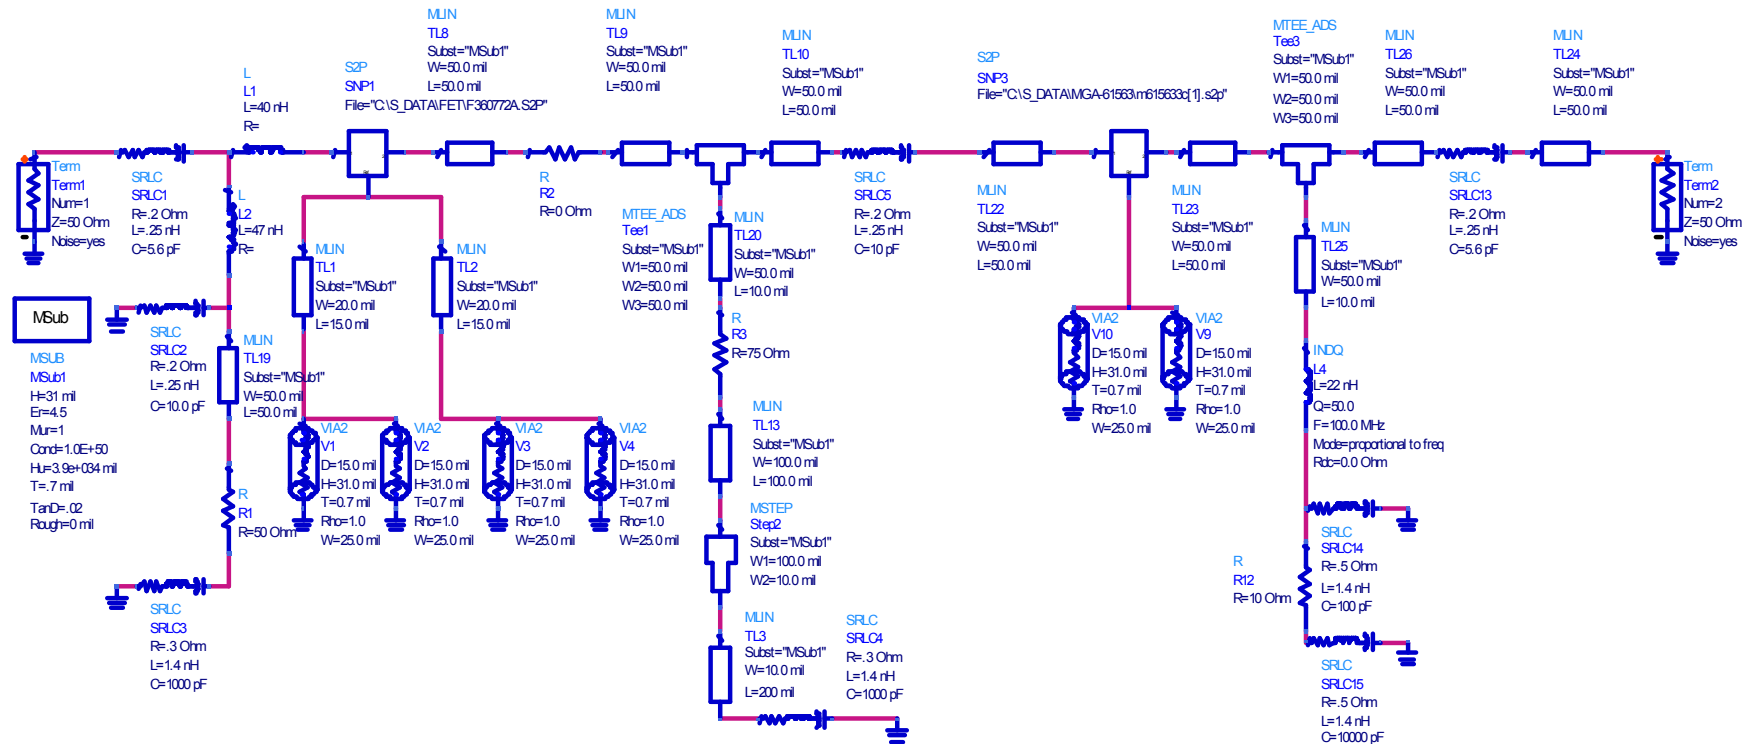 Term
Term1
Num=1
Z=50 Ohm
Noise=yes
SRLC
SRLC1
R=.2 Ohm
L=.25 nH
C=5.6 pF
L
L1
L=40 nH
R=
L
L2
L=47 nH
R=
S2P
SNP1
File="C:\S_DATA\FET\F360772A.S2P"
MLIN
TL8
Subst="MSub1"
W=50.0 mil
L=50.0 mil
R
R2
R=0 Ohm
MLIN
TL9
Subst="MSub1"
W=50.0 mil
L=50.0 mil
MTEE_ADS
Tee1
Subst="MSub1"
W1=50.0 mil
W2=50.0 mil
W3=50.0 mil
MLIN
TL10
Subst="MSub1"
W=50.0 mil
L=50.0 mil
SRLC
SRLC5
R=.2 Ohm
L=.25 nH
C=10 pF
S2P
SNP3
File="C:\S_DATA\MGA-61563\m615633c[1].s2p"
MLIN
TL22
Subst="MSub1"
W=50.0 mil
L=50.0 mil
MLIN
TL23
Subst="MSub1"
W=50.0 mil
L=50.0 mil
MTEE_ADS
Tee3
Subst="MSub1"
W1=50.0 mil
W2=50.0 mil
W3=50.0 mil
MLIN
TL26
Subst="MSub1"
W=50.0 mil
L=50.0 mil
SRLC
SRLC13
R=.2 Ohm
L=.25 nH
C=5.6 pF
MLIN
TL24
Subst="MSub1"
W=50.0 mil
L=50.0 mil
Term
Term2
Num=2
Z=50 Ohm
Noise=yes
MSub
MSUB
MSub1
H=31 mil
Er=4.5
Mur=1
Cond=1.0E+50
Hu=3.9e+034 mil
T=.7 mil
TanD=.02
Rough=0 mil
SRLC
SRLC2
R=.2 Ohm
L=.25 nH
C=10.0 pF
MLIN
TL19
Subst="MSub1"
W=50.0 mil
L=50.0 mil
R
R1
R=50 Ohm
SRLC
SRLC3
R=.3 Ohm
L=1.4 nH
C=1000 pF
MLIN
TL1
Subst="MSub1"
W=20.0 mil
L=15.0 mil
MLIN
TL2
Subst="MSub1"
W=20.0 mil
L=15.0 mil
VIA2
V1
D=15.0 mil
H=31.0 mil
T=0.7 mil
Rho=1.0
W=25.0 mil
VIA2
V2
D=15.0 mil
H=31.0 mil
T=0.7 mil
Rho=1.0
W=25.0 mil
VIA2
V3
D=15.0 mil
H=31.0 mil
T=0.7 mil
Rho=1.0
W=25.0 mil
VIA2
V4
D=15.0 mil
H=31.0 mil
T=0.7 mil
Rho=1.0
W=25.0 mil
MLIN
TL20
Subst="MSub1"
W=50.0 mil
L=10.0 mil
R
R3
R=75 Ohm
MLIN
TL13
Subst="MSub1"
W=100.0 mil
L=100.0 mil
MSTEP
Step2
Subst="MSub1"
W1=100.0 mil
W2=10.0 mil
MLIN
TL3
Subst="MSub1"
W=10.0 mil
L=200 mil
SRLC
SRLC4
R=.3 Ohm
L=1.4 nH
C=1000 pF
VIA2
V10
D=15.0 mil
H=31.0 mil
T=0.7 mil
Rho=1.0
W=25.0 mil
VIA2
V9
D=15.0 mil
H=31.0 mil
T=0.7 mil
Rho=1.0
W=25.0 mil
MLIN
TL25
Subst="MSub1"
W=50.0 mil
L=10.0 mil
INDQ
L4
L=22 nH
Q=50.0
F=100.0 MHz
Mode=proportional to freq
Rdc=0.0 Ohm
SRLC
SRLC14
R=.5 Ohm
L=1.4 nH
C=100 pF
R
R12
R=10 Ohm
SRLC
SRLC15
R=.5 Ohm
L=1.4 nH
C=10000 pF